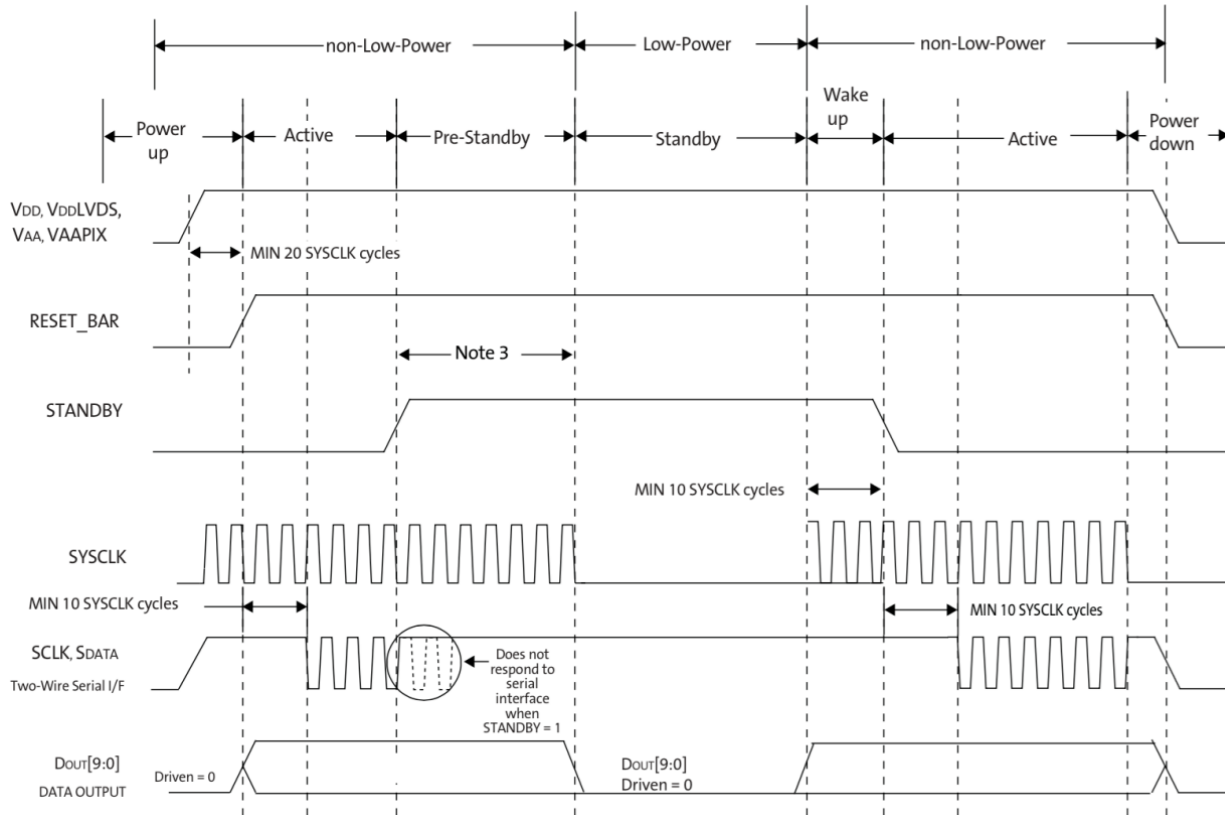 non-Low-Power
Low-Power
non-Low-Power
Power
up
Active
Pre-Standby
Standby
Wake
up
Active
Power
down
VDD, VDDLVDS,
VAA, VAAPIX
MIN 20 SYSCLK cycles
RESET_BAR
Note 3
STANDBY
MIN 10 SYSCLK cycles
SYSCLK
MIN 10 SYSCLK cycles
MIN 10 SYSCLK cycles
SCLK, SDATA
Two-Wire Serial I/F
Does not
respond to
serial
interface
when
STANDBY = 1
DOUT[9:0]
DATA OUTPUT
Driven = 0
DOUT[9:0]
Driven = 0